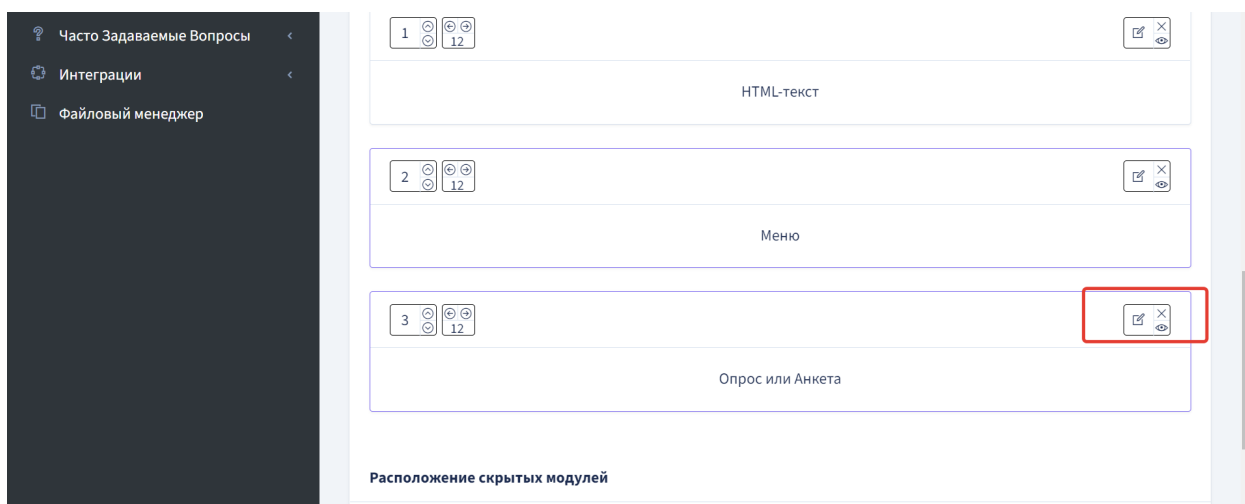 Часто Задаваемые Вопросы
Интеграции
Файловый менеджер
1
12
HTML-текст
2
12
Меню
3
12
Опрос или Анкета
Расположение скрытых модулей